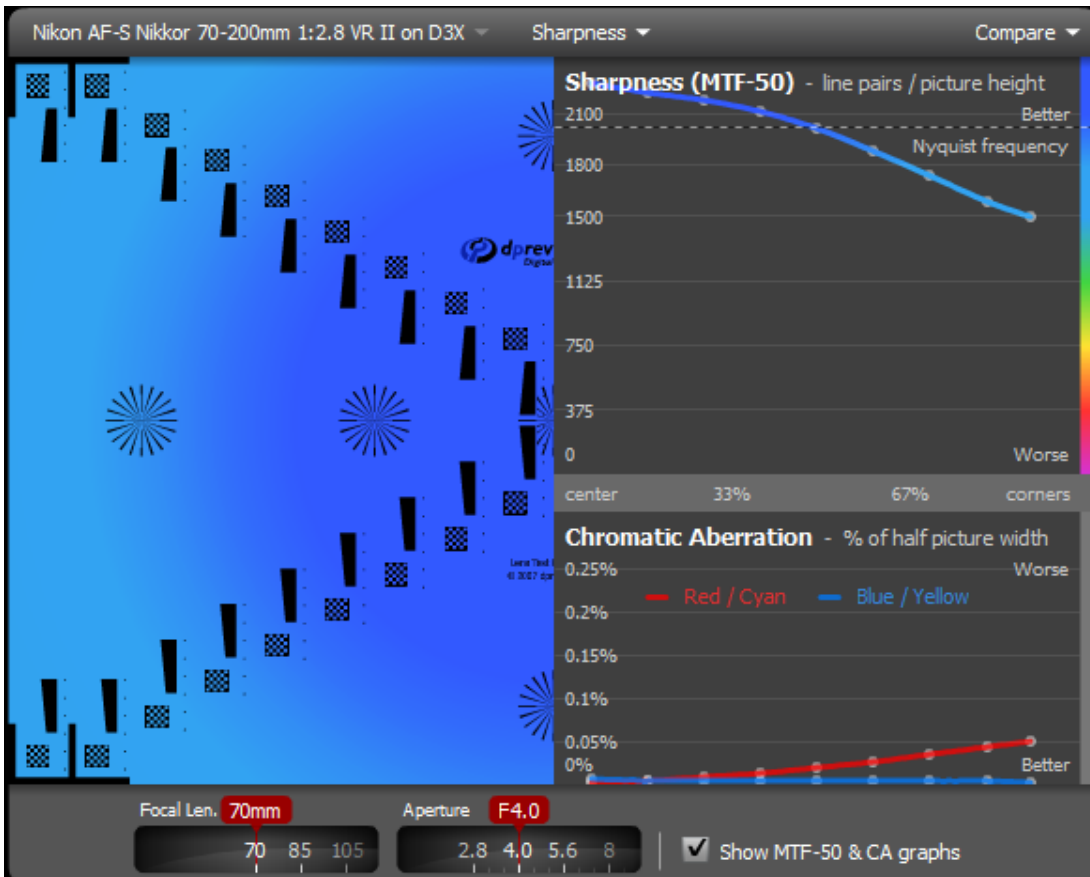 Nikon AF-S Nikkor 70-200mm 1:2.8 VR II on D3X
Sharpness
Compare
Sharpness (MTF-50) - line pairs / picture height
2100
Better
Nyquist frequency
1800
1500
dprev
Digital
1125
750
375
0
Worse
center 33% 67% corners
Chromatic Aberration - % of half picture width
0.25%
Worse
Red / Cyan
Blue / Yellow
0.2%
0.15%
0.1%
0.05%
0%
Better
© 2007 dpr
Focal Len. 70mm
Aperture F4.0
70 85 105
2.8 4.0 5.6 8
Show MTF-50 & CA graphs